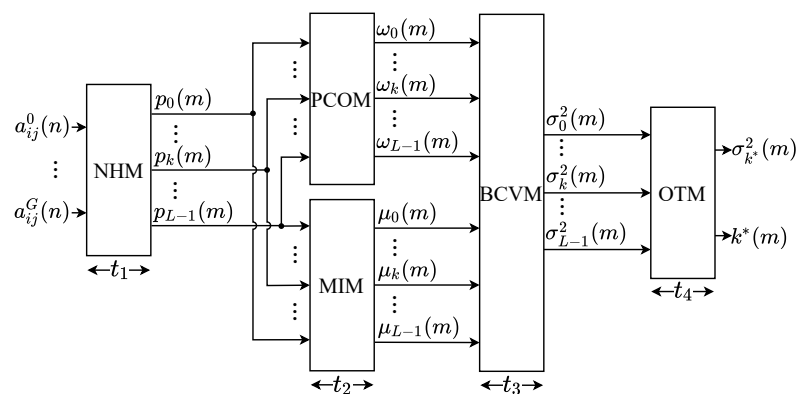 a_{ij}^{0}(n)
⋮
a_{ij}^{G}(n)
NHM
t_1
p_0(m)
⋮
p_k(m)
⋮
p_{L-1}(m)
⋮
PCOM
⋮
ω_0(m)
⋮
ω_k(m)
⋮
ω_{L-1}(m)
⋮
MIM
⋮
t_2
μ_0(m)
⋮
μ_k(m)
⋮
μ_{L-1}(m)
BCVM
t_3
σ_0^2(m)
⋮
σ_k^2(m)
⋮
σ_{L-1}^2(m)
OTM
t_4
σ_{k*}^2(m)
k*(m)